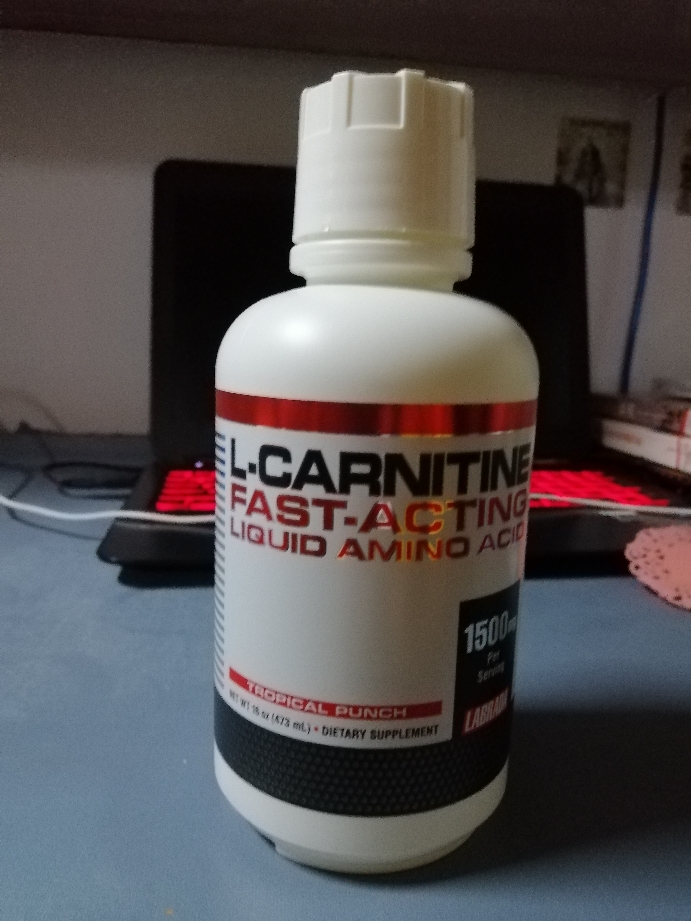 L-CARNITINE
FAST-ACTING
LIQUID AMINO ACID
1500mg
Per
Serving
TROPICAL PUNCH
NET WT 16 oz (473 mL) • DIETARY SUPPLEMENT
LABRADA